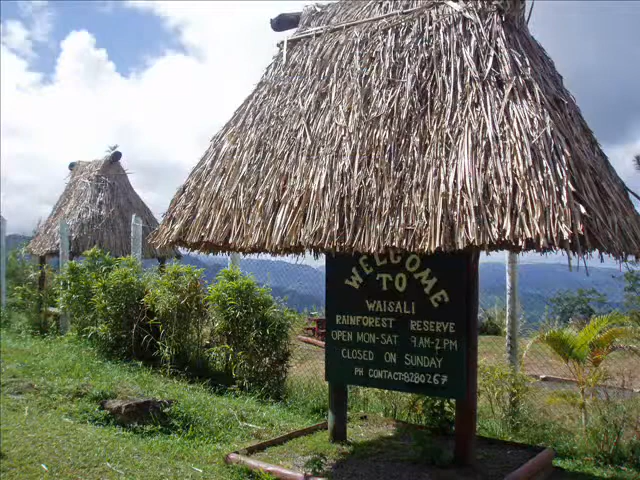 WELCOME
TO
WAISALI
RAINFOREST RESERVE
OPEN MON-SAT 9AM-2PM
CLOSED ON SUNDAY
PH CONTACT:8280267